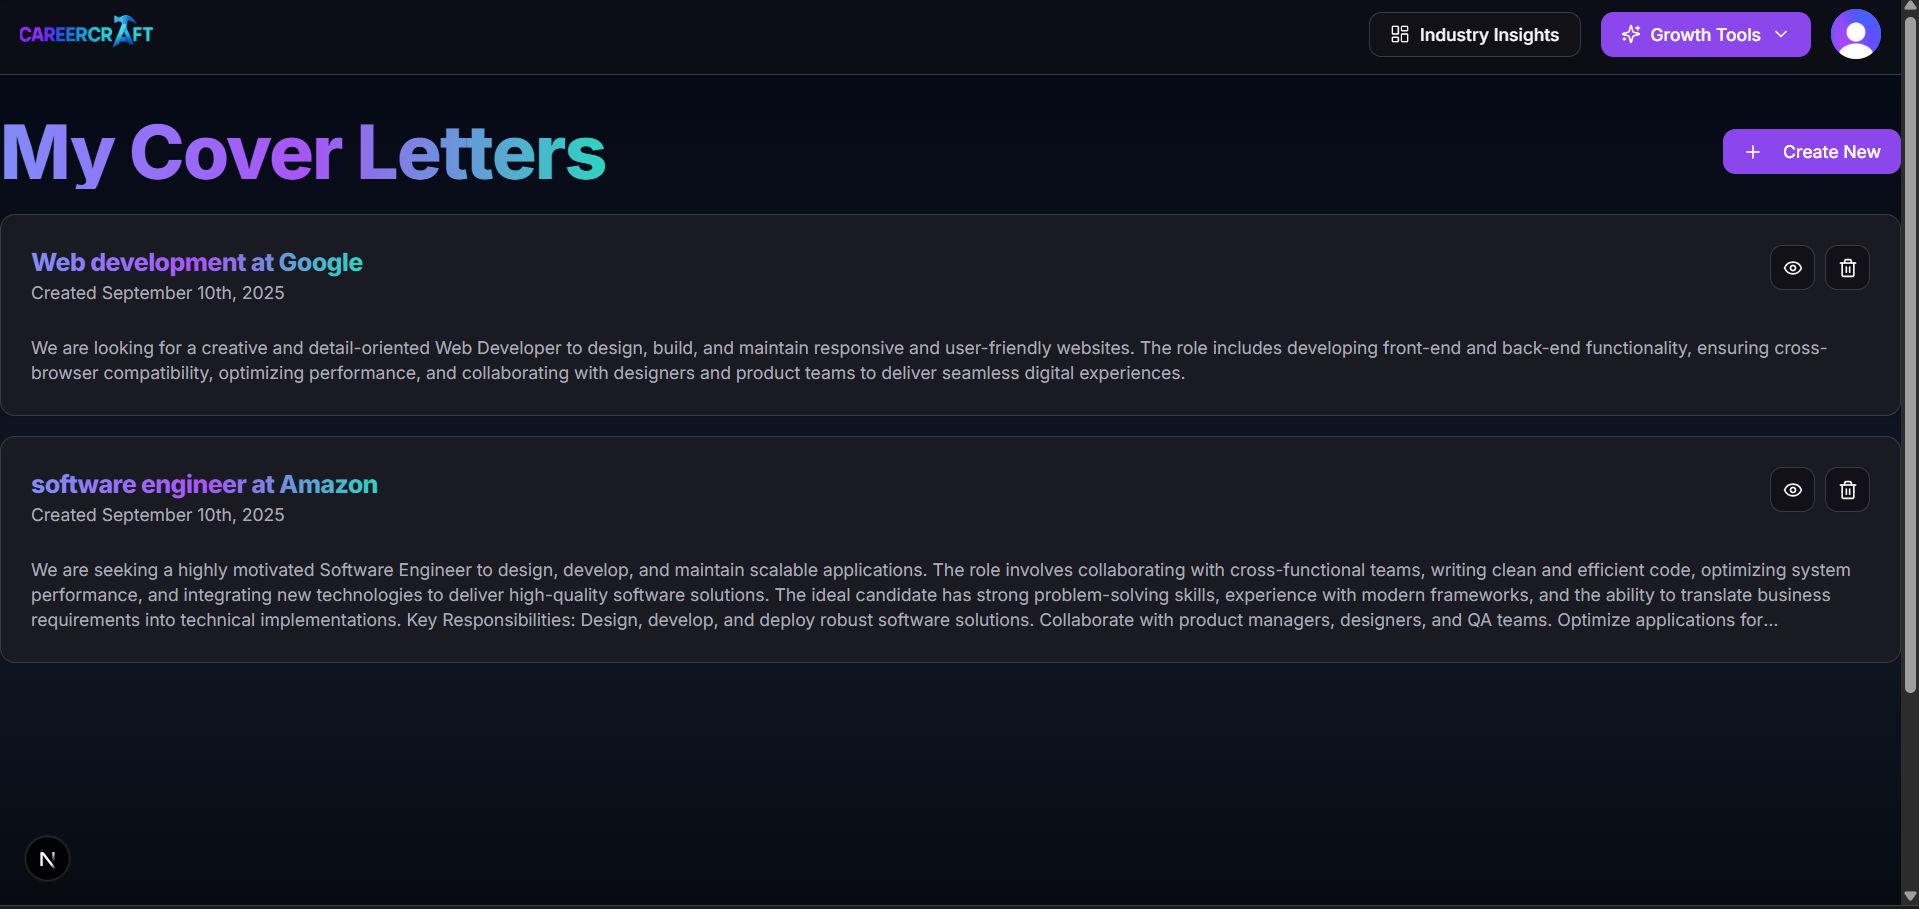 CAREERCRAFT
Industry Insights
Growth Tools
My Cover Letters
Create New
Web development at Google
Created September 10th, 2025
We are looking for a creative and detail-oriented Web Developer to design, build, and maintain responsive and user-friendly websites. The role includes developing front-end and back-end functionality, ensuring cross-
browser compatibility, optimizing performance, and collaborating with designers and product teams to deliver seamless digital experiences.
software engineer at Amazon
Created September 10th, 2025
We are seeking a highly motivated Software Engineer to design, develop, and maintain scalable applications. The role involves collaborating with cross-functional teams, writing clean and efficient code, optimizing system
performance, and integrating new technologies to deliver high-quality software solutions. The ideal candidate has strong problem-solving skills, experience with modern frameworks, and the ability to translate business
requirements into technical implementations. Key Responsibilities: Design, develop, and deploy robust software solutions. Collaborate with product managers, designers, and QA teams. Optimize applications for...
N